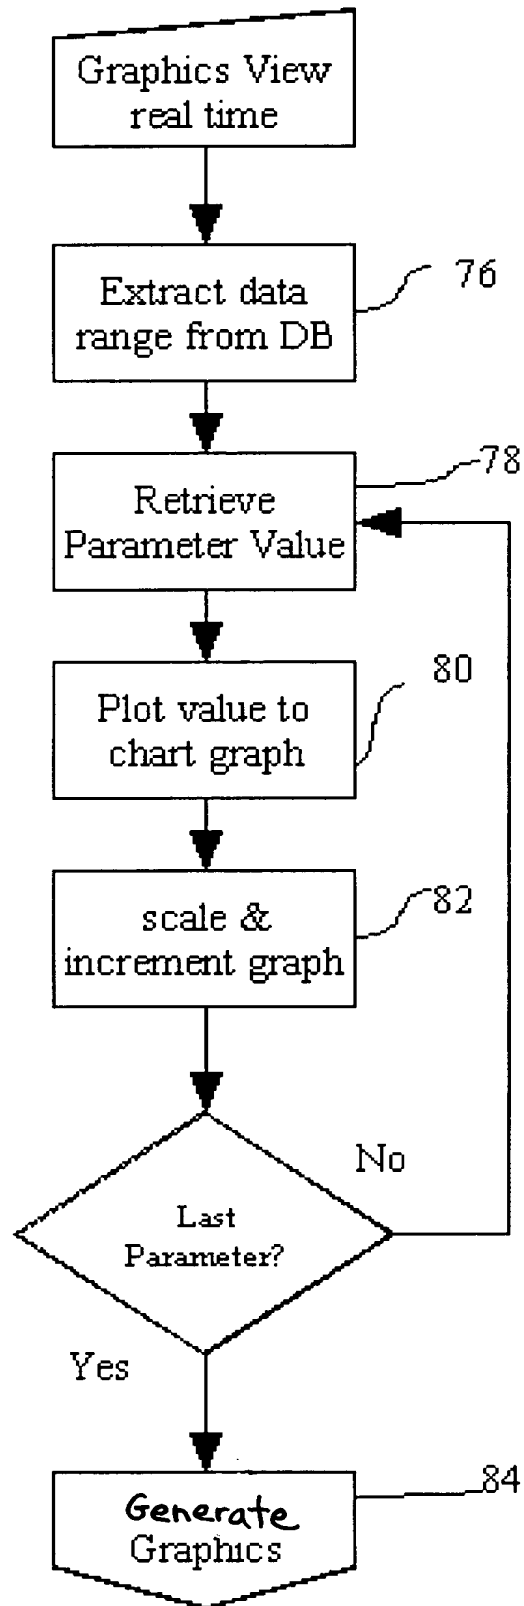 Graphics View
real time
76
Extract data
range from DB
78
Retrieve
Parameter Value
80
Plot value to
chart graph
82
scale &
increment graph
No
Last
Parameter?
Yes
84
Generate
Graphics